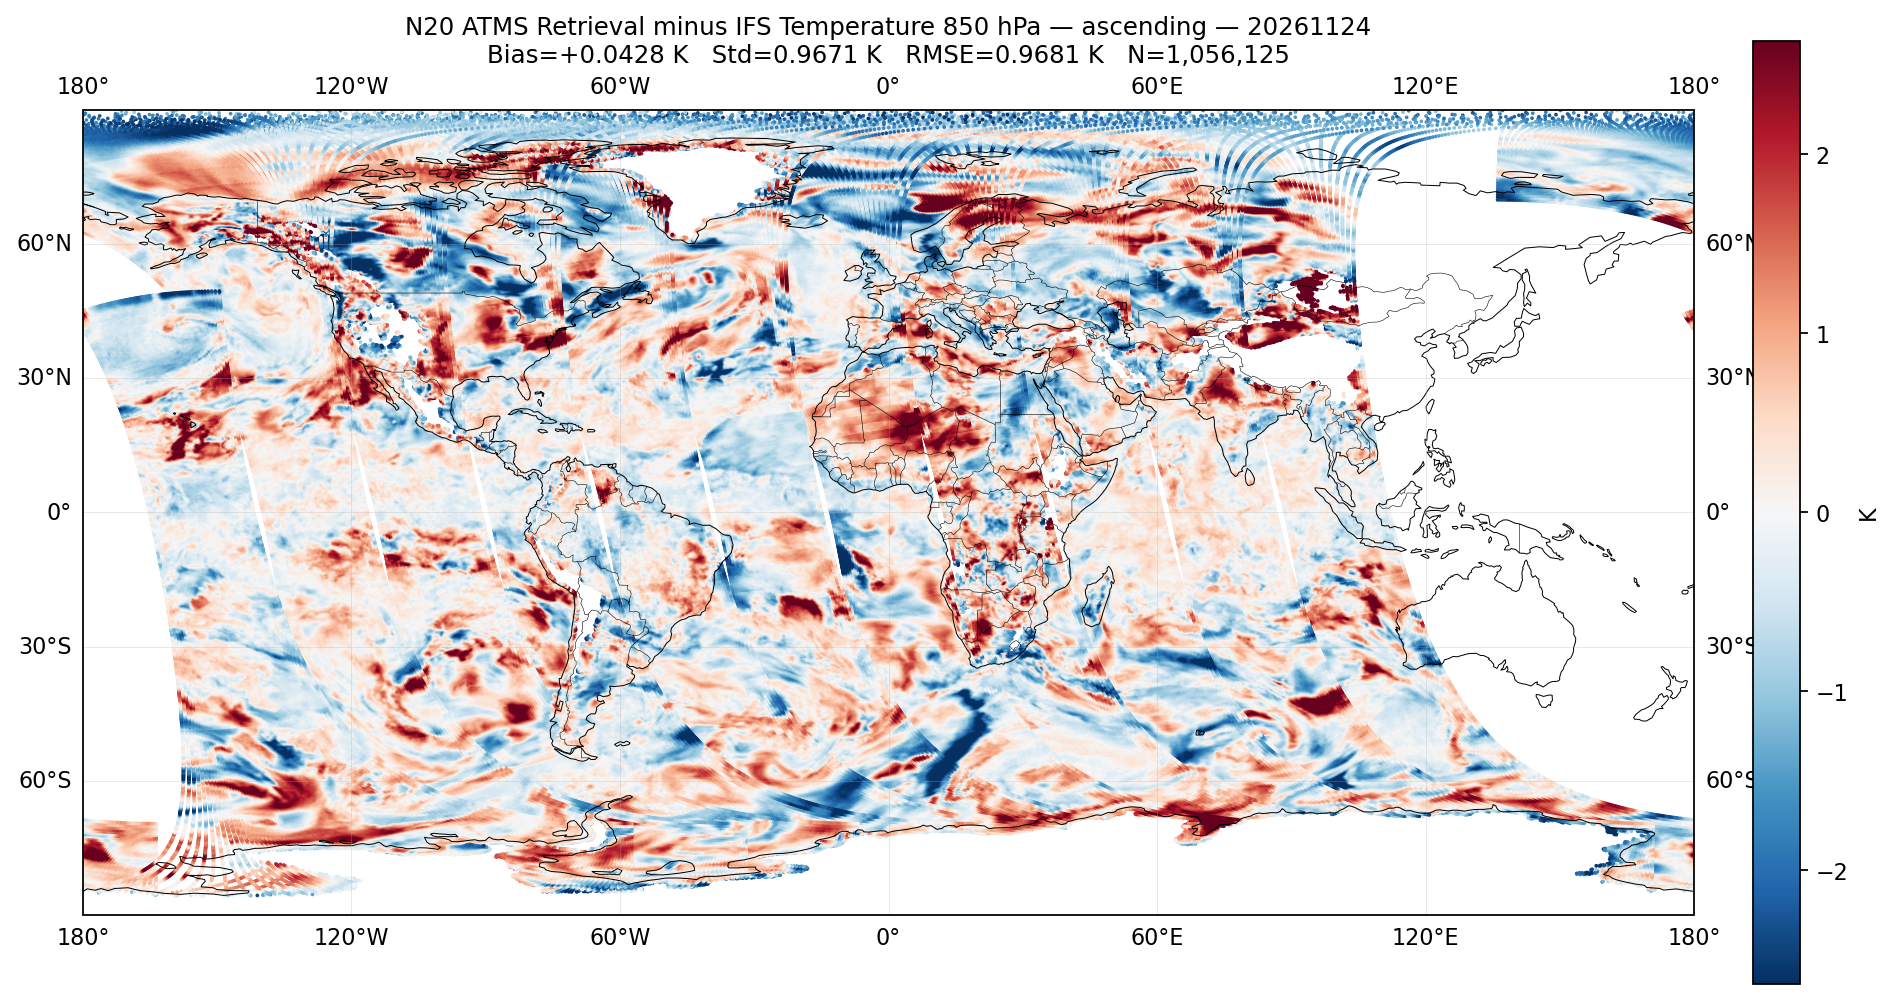 N20 ATMS Retrieval minus IFS Temperature 850 hPa — ascending — 20261124
Bias=+0.0428 K   Std=0.9671 K   RMSE=0.9681 K   N=1,056,125
180° 120°W 60°W 0° 60°E 120°E 180°
60°N 60°N
30°N 30°N
0° 0°
30°S 30°S
60°S 60°S
180° 120°W 60°W 0° 60°E 120°E 180°
2
1
0
−1
−2
K